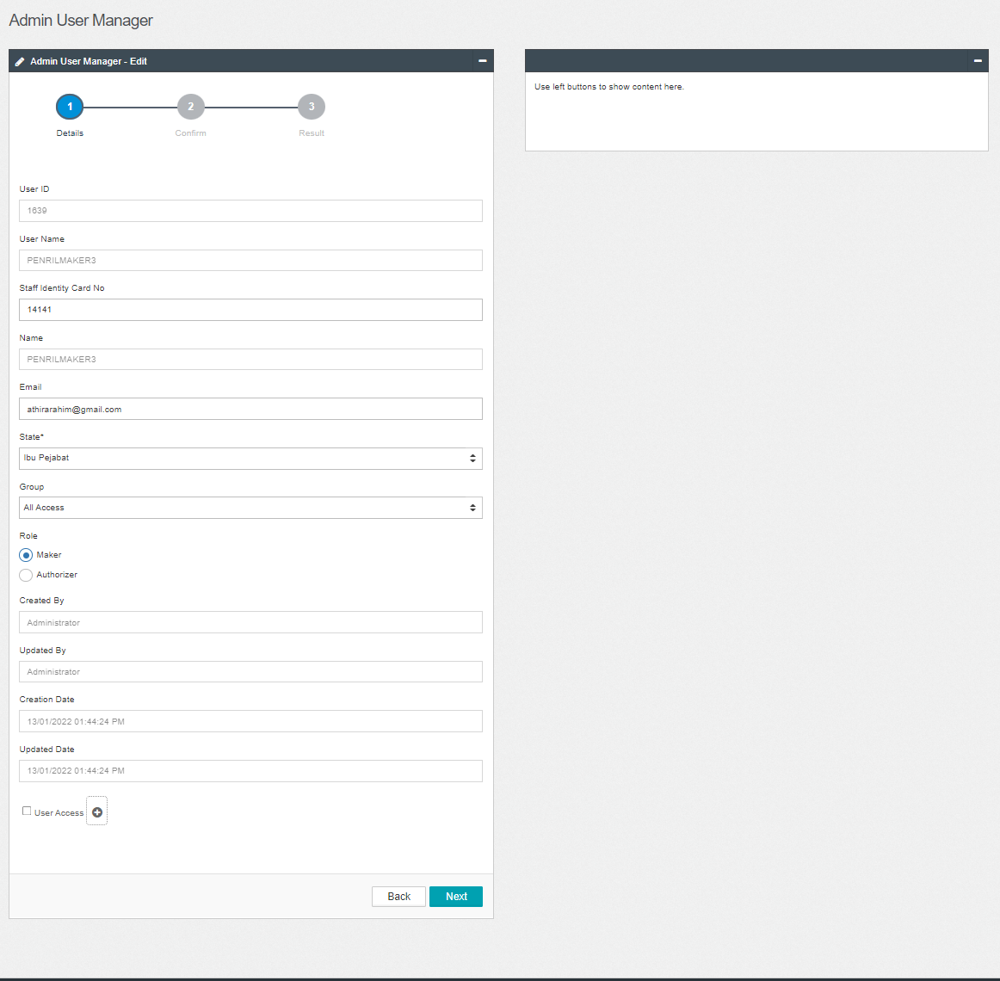 Admin User Manager
Admin User Manager - Edit
1
2
3
Details
Confirm
Result
User ID
1639
User Name
PENRILMAKER3
Staff Identity Card No
14141
Name
PENRILMAKER3
Email
athirarahim@gmail.com
State*
Ibu Pejabat
Group
All Access
Role
Maker
Authorizer
Created By
Administrator
Updated By
Administrator
Creation Date
13/01/2022 01:44:24 PM
Updated Date
13/01/2022 01:44:24 PM
User Access
Back
Next
Use left buttons to show content here.